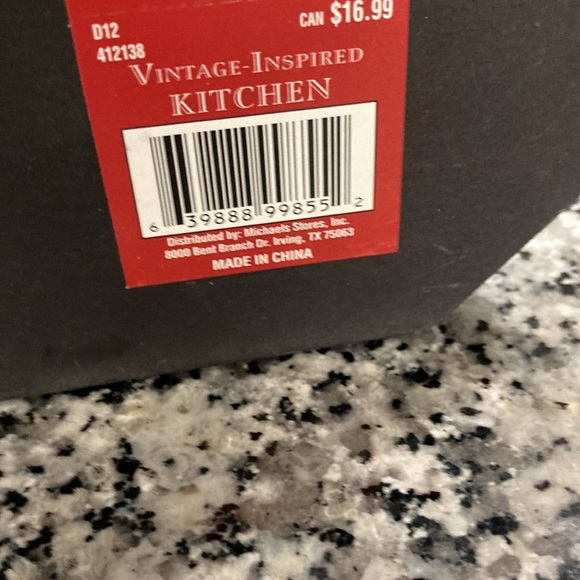 D12
CAN $16.99
412138
VINTAGE-INSPIRED
KITCHEN
6 39888 99855 2
Distributed by: Michaels Stores, Inc.
8000 Bent Branch Dr. Irving, TX 75063
MADE IN CHINA